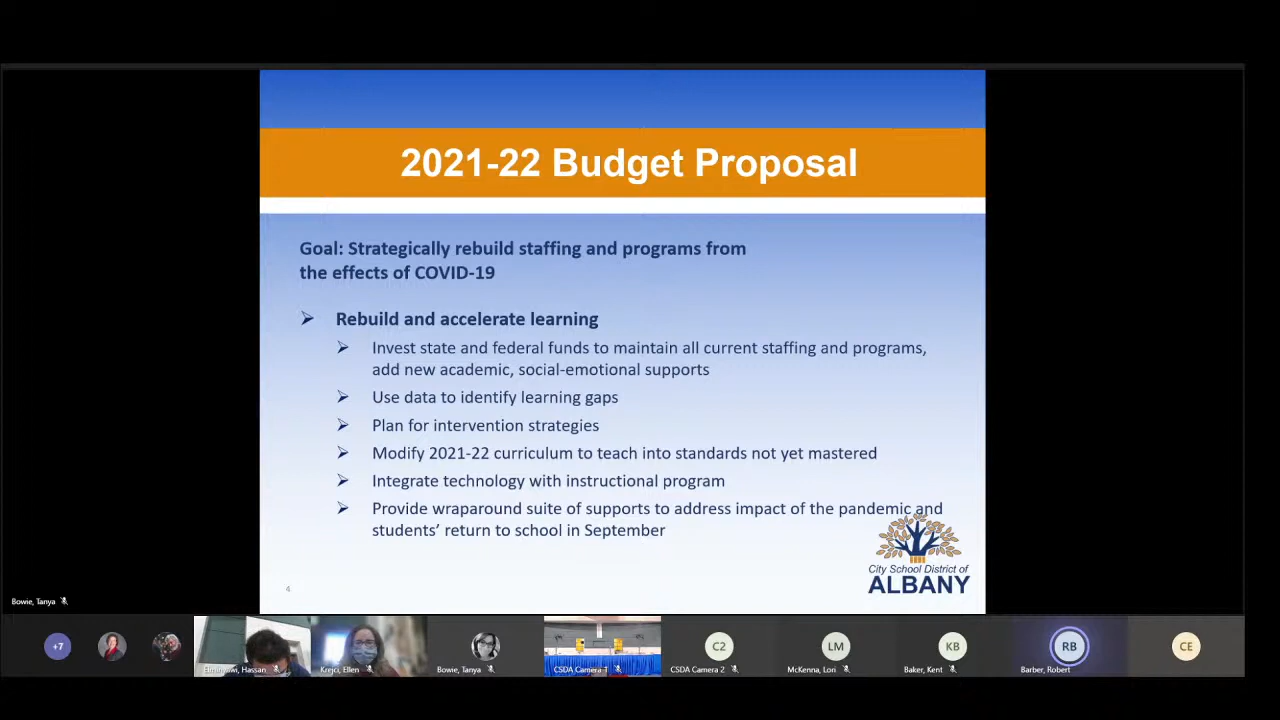 2021-22 Budget Proposal
Goal: Strategically rebuild staffing and programs from
the effects of COVID-19
Rebuild and accelerate learning
Invest state and federal funds to maintain all current staffing and programs,
add new academic, social-emotional supports
Use data to identify learning gaps
Plan for intervention strategies
Modify 2021-22 curriculum to teach into standards not yet mastered
Integrate technology with instructional program
Provide wraparound suite of supports to address impact of the pandemic and
students' return to school in September
City School District of
ALBANY
4
Bowie, Tanya
+7
C2
LM
KB
RB
CE
Hassan
Krejci, Ellen
Bowie, Tanya
CSDA Camera 1
CSDA Camera 2
McKenna, Lori
Baker, Kent
Barber, Robert